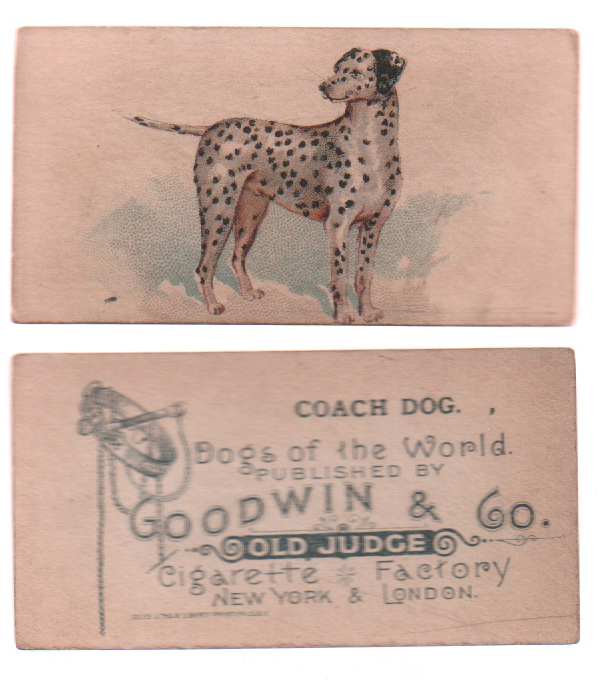 COACH DOG.
Dogs of the World.
PUBLISHED BY
GOODWIN & Co.
OLD JUDGE
Cigarette Factory
NEW YORK & LONDON.